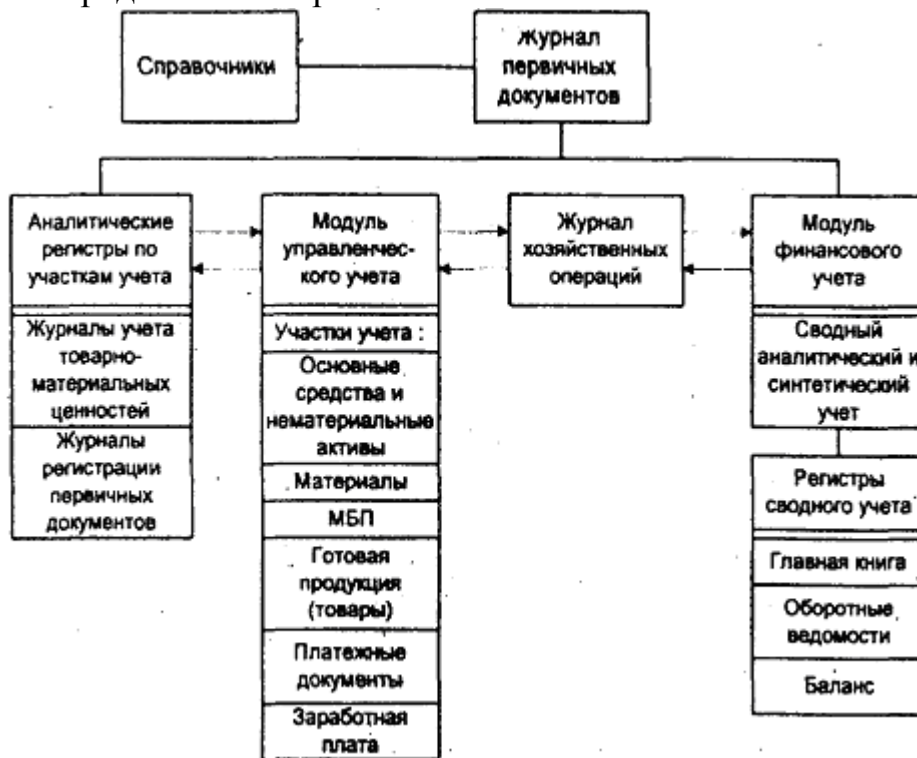 Справочники
Журнал
первичных
документов
Аналитические
регистры по
участкам учета
Журналы учета
товарно-
материальных
ценностей
Журналы
регистрации
первичных
документов
Модуль
управленчес-
кого учета
Участки учета :
Основные
средства и
нематериальные
активы
Материалы
МБП
Готовая
продукция
(товары)
Платежные
документы
Заработная
плата
Журнал
хозяйственных
операций
Модуль
финансового
учета
Сводный
аналитический и
синтетический
учет
Регистры
сводного учета
Главная книга
Оборотные
ведомости
Баланс